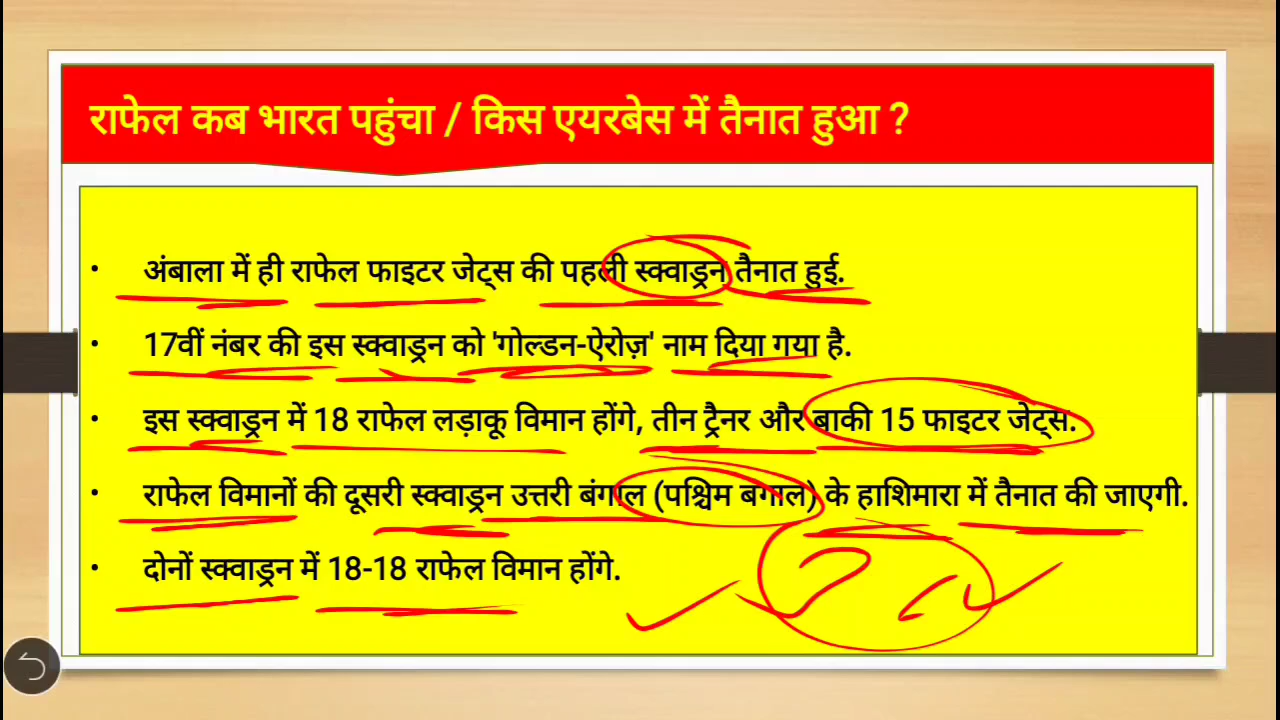 राफेल कब भारत पहुंचा / किस एयरबेस में तैनात हुआ ?
• अंबाला में ही राफेल फाइटर जेट्स की पहली स्क्वाड्रन तैनात हुई.
• 17वीं नंबर की इस स्क्वाड्रन को 'गोल्डन-ऐरोज़' नाम दिया गया है.
• इस स्क्वाड्रन में 18 राफेल लड़ाकू विमान होंगे, तीन ट्रैनर और बाकी 15 फाइटर जेट्स.
• राफेल विमानों की दूसरी स्क्वाड्रन उत्तरी बंगाल (पश्चिम बगाल) के हाशिमारा में तैनात की जाएगी.
• दोनों स्क्वाड्रन में 18-18 राफेल विमान होंगे.